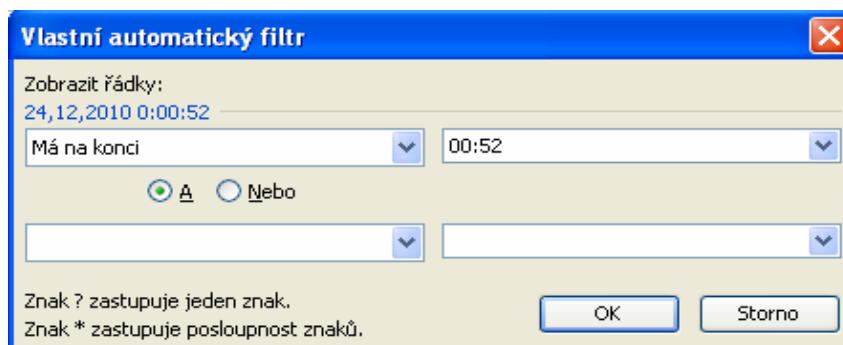 Vlastní automatický filtr
Zobrazit řádky:
24,12,2010 0:00:52
Má na konci 00:52
A Nebo
Znak ? zastupuje jeden znak.
Znak * zastupuje posloupnost znaků.
OK Storno